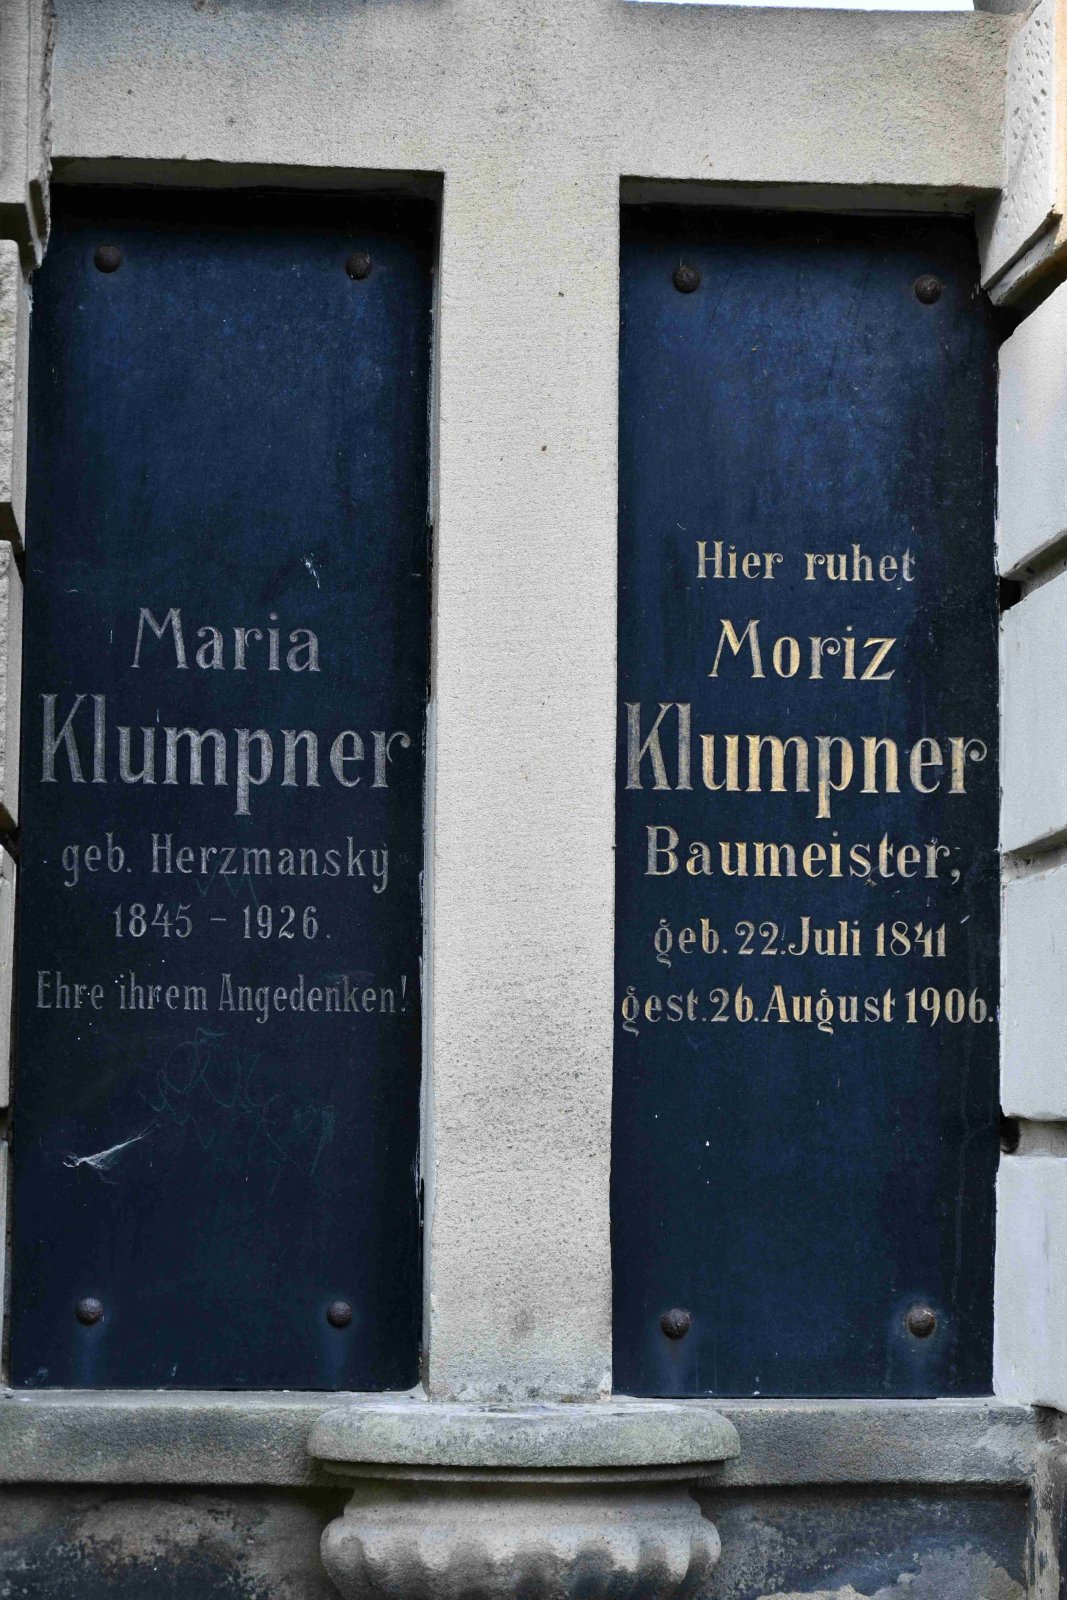 Maria
Klumpner
geb. Herzmansky
1845 - 1926.
Ehre ihrem Angedenken!
Hier ruhet
Moriz
Klumpner
Baumeister,
geb. 22. Juli 1841
gest. 26. August 1906.